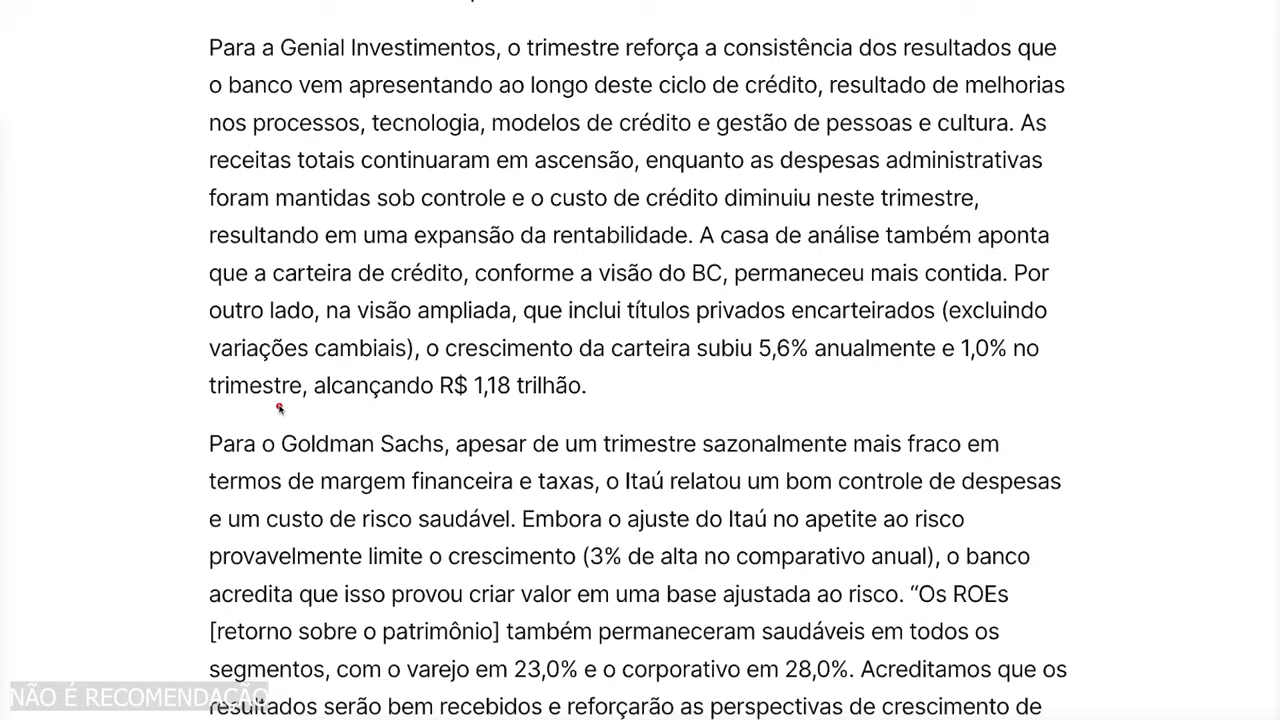 Para a Genial Investimentos, o trimestre reforça a consistência dos resultados que
o banco vem apresentando ao longo deste ciclo de crédito, resultado de melhorias
nos processos, tecnologia, modelos de crédito e gestão de pessoas e cultura. As
receitas totais continuaram em ascensão, enquanto as despesas administrativas
foram mantidas sob controle e o custo de crédito diminuiu neste trimestre,
resultando em uma expansão da rentabilidade. A casa de análise também aponta
que a carteira de crédito, conforme a visão do BC, permaneceu mais contida. Por
outro lado, na visão ampliada, que inclui títulos privados encarteirados (excluindo
variações cambiais), o crescimento da carteira subiu 5,6% anualmente e 1,0% no
trimestre, alcançando R$ 1,18 trilhão.
Para o Goldman Sachs, apesar de um trimestre sazonalmente mais fraco em
termos de margem financeira e taxas, o Itaú relatou um bom controle de despesas
e um custo de risco saudável. Embora o ajuste do Itaú no apetite ao risco
provavelmente limite o crescimento (3% de alta no comparativo anual), o banco
acredita que isso provou criar valor em uma base ajustada ao risco. “Os ROEs
[retorno sobre o patrimônio] também permaneceram saudáveis em todos os
segmentos, com o varejo em 23,0% e o corporativo em 28,0%. Acreditamos que os
resultados serão bem recebidos e reforçarão as perspectivas de crescimento de
NÃO É RECOMENDAÇÃO